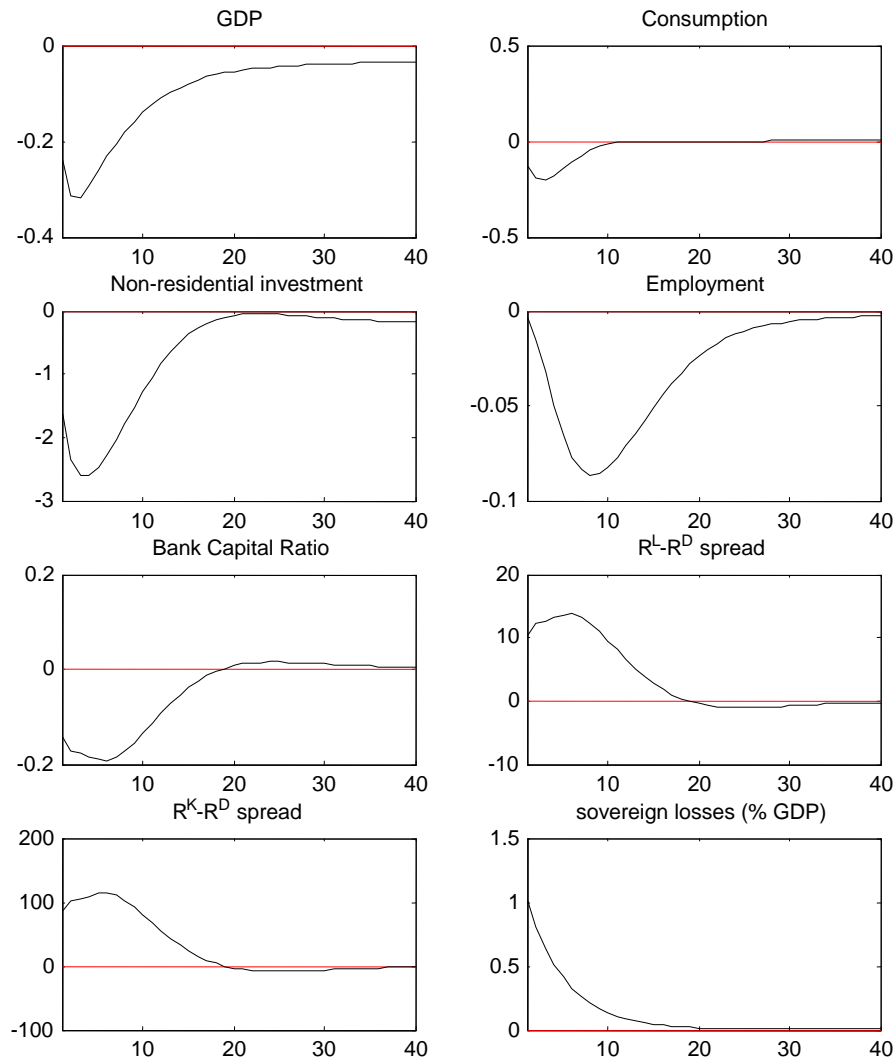 GDP
0
-0.2
-0.4
10 20 30 40
Consumption
0.5
0
-0.5
10 20 30 40
Non-residential investment
0
-1
-2
-3
10 20 30 40
Employment
0
-0.05
-0.1
10 20 30 40
Bank Capital Ratio
0.2
0
-0.2
10 20 30 40
R^L-R^D spread
20
10
0
-10
10 20 30 40
R^K-R^D spread
200
100
0
-100
10 20 30 40
sovereign losses (% GDP)
1.5
1
0.5
0
10 20 30 40